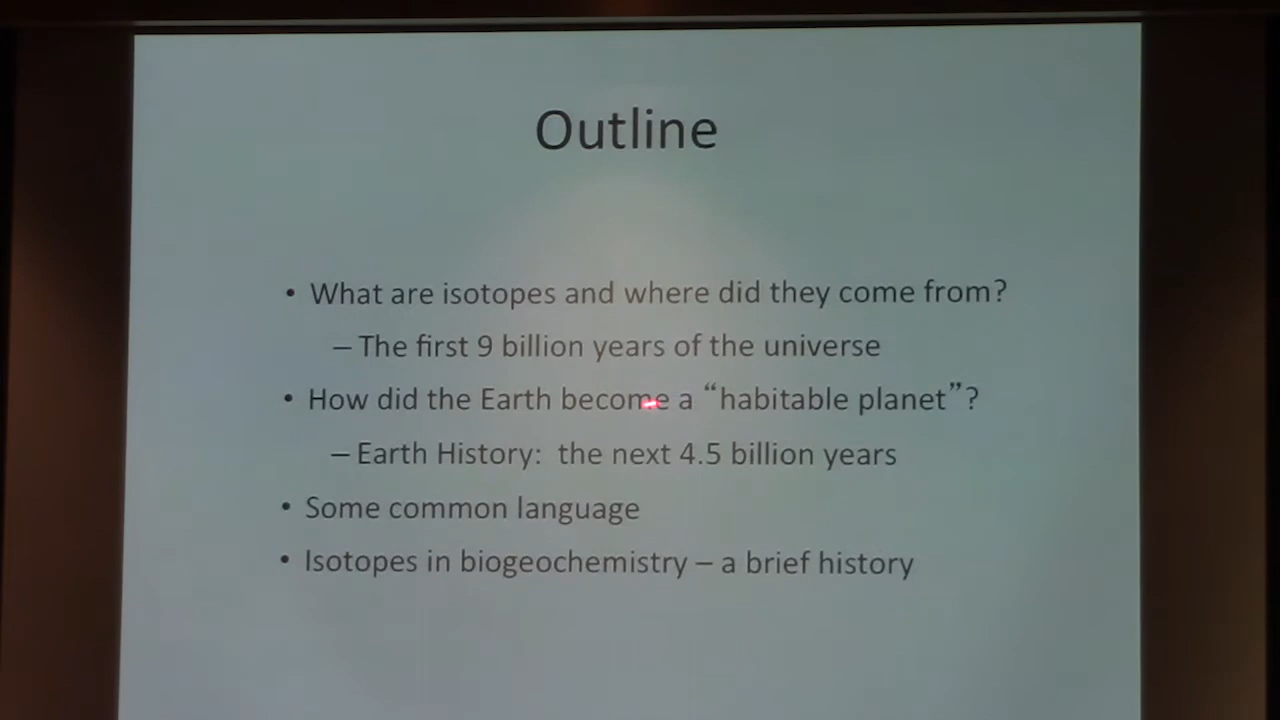 Outline
• What are isotopes and where did they come from?
– The first 9 billion years of the universe
• How did the Earth become a “habitable planet”?
– Earth History:  the next 4.5 billion years
• Some common language
• Isotopes in biogeochemistry – a brief history